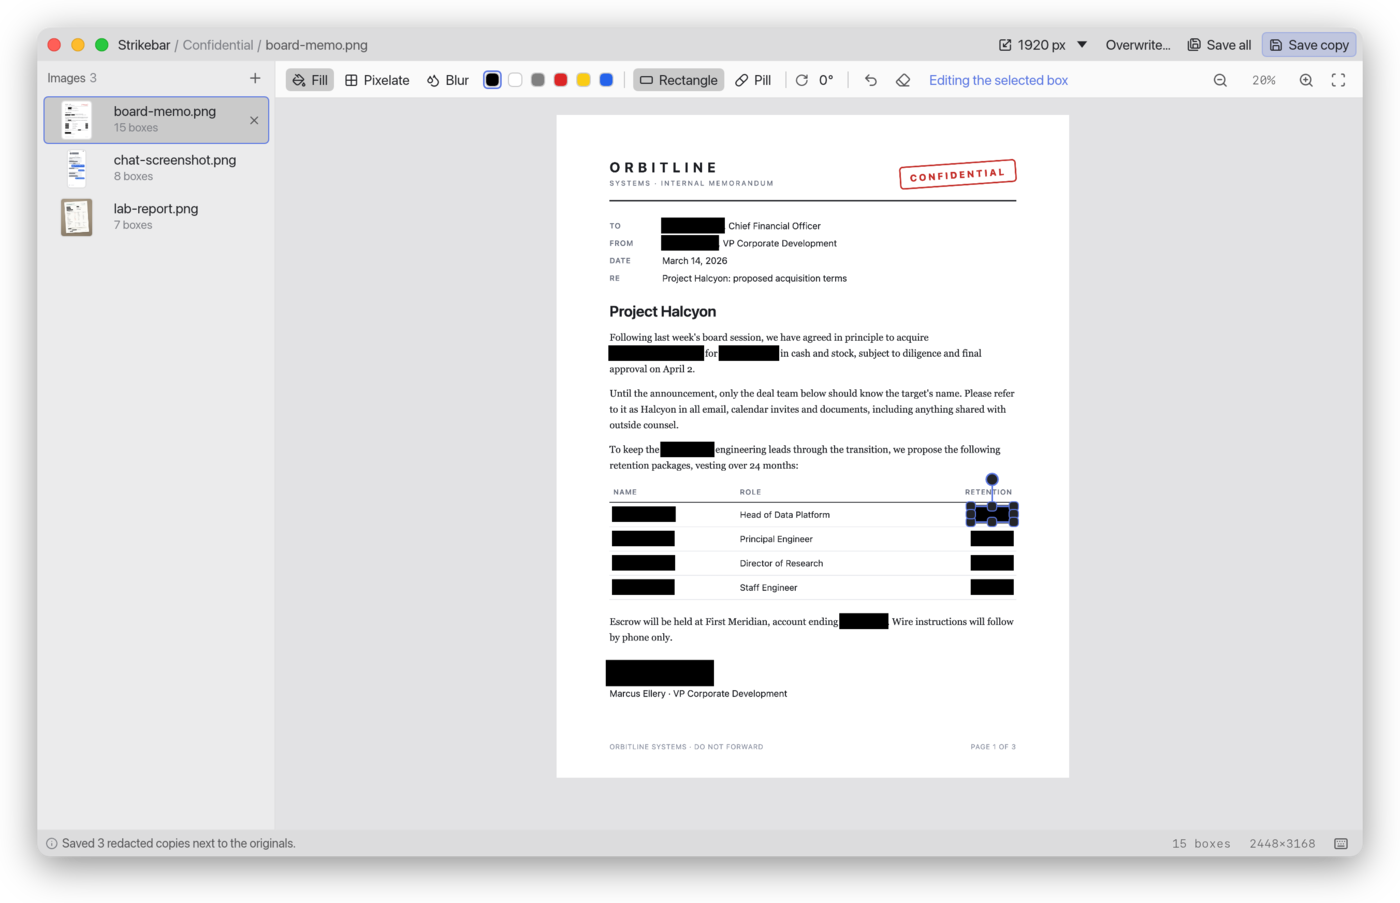 Strikebar / Confidential / board-memo.png
1920 px
Overwrite...
Save all
Save copy
Images 3
Fill
Pixelate
Blur
Rectangle
Pill
0°
Editing the selected box
20%
board-memo.png
15 boxes
chat-screenshot.png
8 boxes
lab-report.png
7 boxes
ORBITLINE
SYSTEMS · INTERNAL MEMORANDUM
CONFIDENTIAL
TO Chief Financial Officer
FROM VP Corporate Development
DATE March 14, 2026
RE Project Halcyon: proposed acquisition terms
Project Halcyon
Following last week's board session, we have agreed in principle to acquire
for in cash and stock, subject to diligence and final
approval on April 2.
Until the announcement, only the deal team below should know the target's name. Please refer
to it as Halcyon in all email, calendar invites and documents, including anything shared with
outside counsel.
To keep the engineering leads through the transition, we propose the following
retention packages, vesting over 24 months:
NAME ROLE RETENTION
Head of Data Platform
Principal Engineer
Director of Research
Staff Engineer
Escrow will be held at First Meridian, account ending . Wire instructions will follow
by phone only.
Marcus Ellery · VP Corporate Development
ORBITLINE SYSTEMS · DO NOT FORWARD
PAGE 1 OF 3
Saved 3 redacted copies next to the originals.
15 boxes
2448×3168